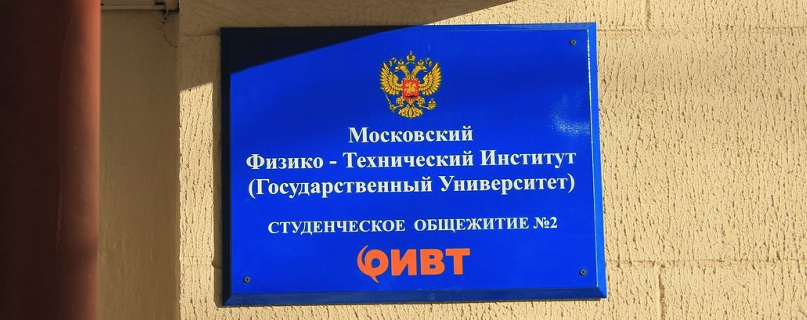 Московский
Физико - Технический Институт
(Государственный Университет)
СТУДЕНЧЕСКОЕ ОБЩЕЖИТИЕ №2
ФИВТ